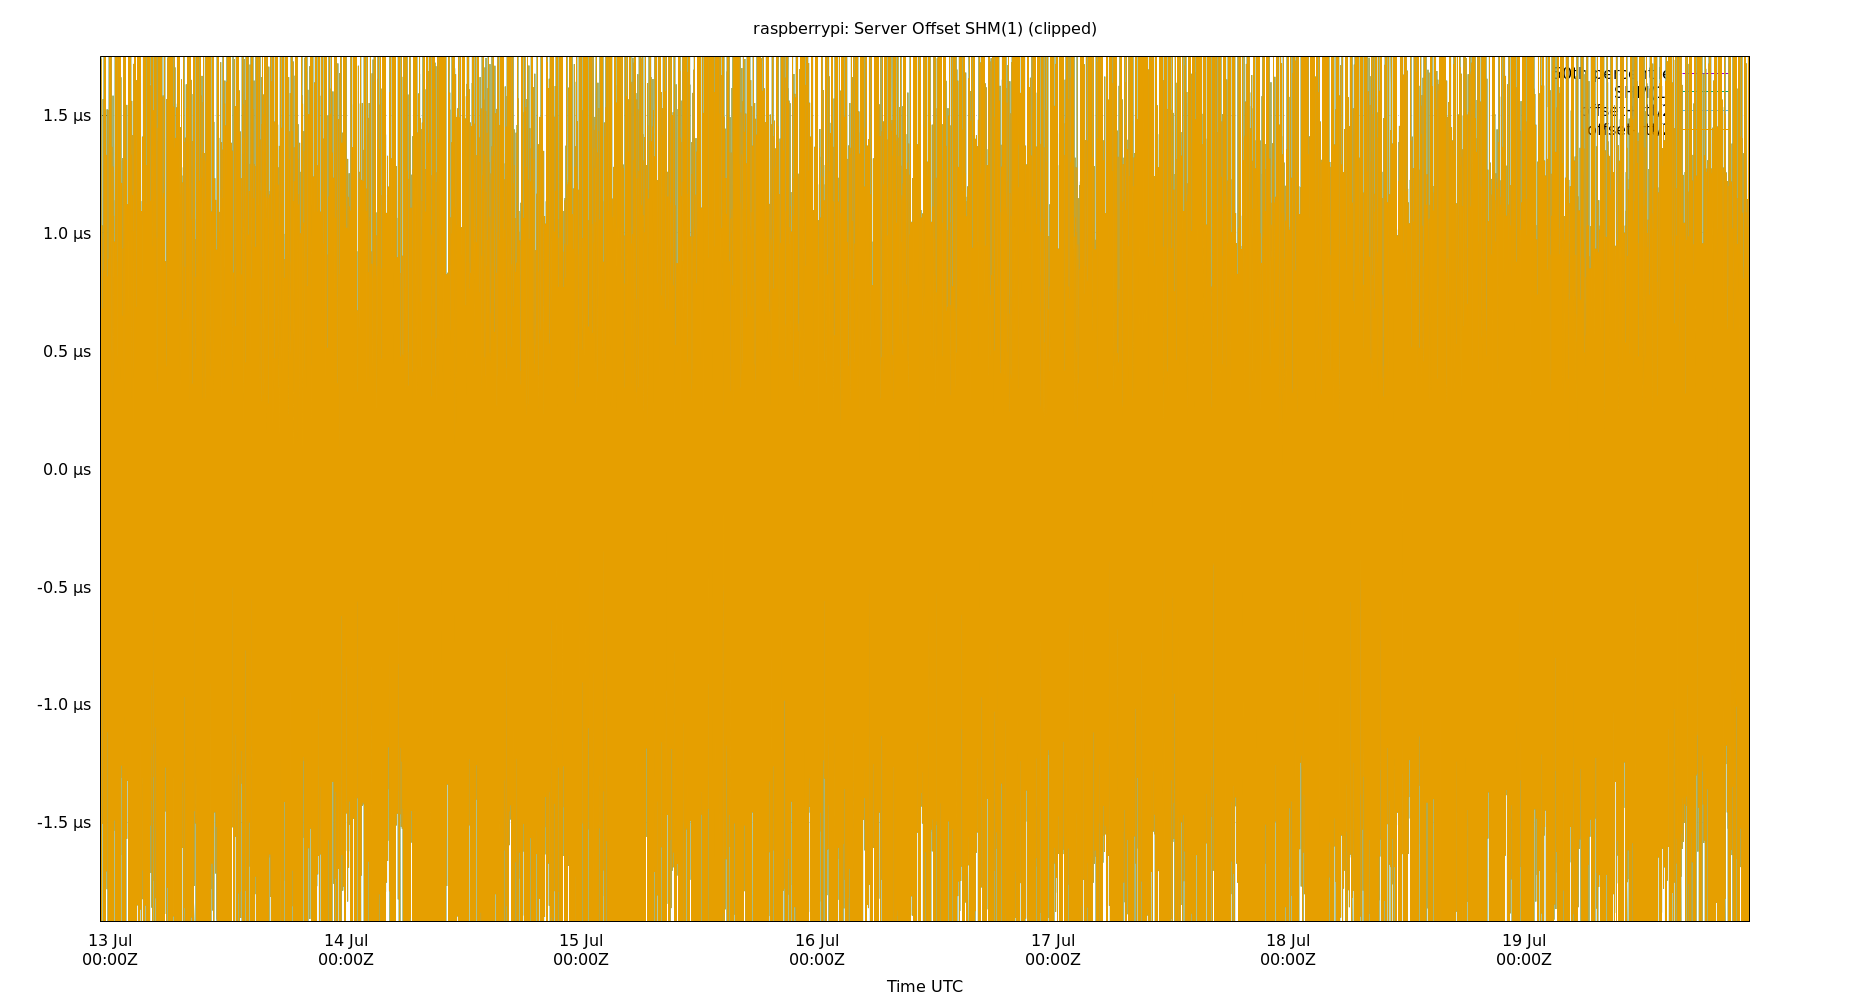 raspberrypi: Server Offset SHM(1) (clipped)
1.5 µs
1.0 µs
0.5 µs
0.0 µs
-0.5 µs
-1.0 µs
-1.5 µs
13 Jul 14 Jul 15 Jul 16 Jul 17 Jul 18 Jul 19 Jul
00:00Z 00:00Z 00:00Z 00:00Z 00:00Z 00:00Z 00:00Z
Time UTC